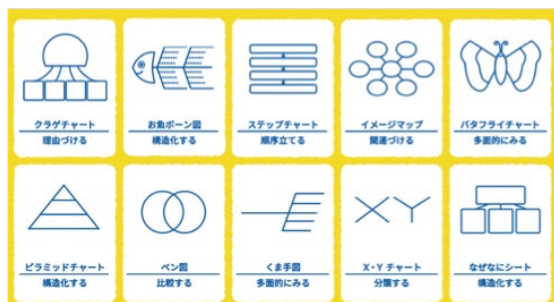 クラゲチャート
理由づける
お魚ボーン図
構造化する
ステップチャート
順序立てる
イメージマップ
関連づける
バタフライチャート
多面的にみる
ピラミッドチャート
構造化する
ベン図
比較する
くま手図
多面的にみる
X・Y チャート
分類する
なぜなにシート
構造化する